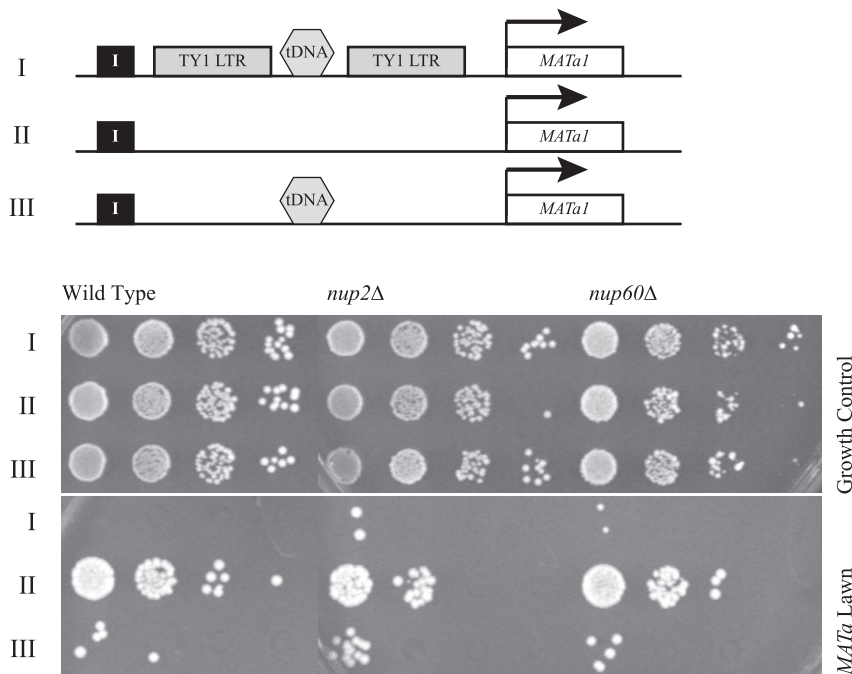 I I TY1 LTR tDNA TY1 LTR MATa1
II I MATa1
III I tDNA MATa1
Wild Type nup2Δ nup60Δ
I
II
III
Growth Control
I
II
III
MATa Lawn